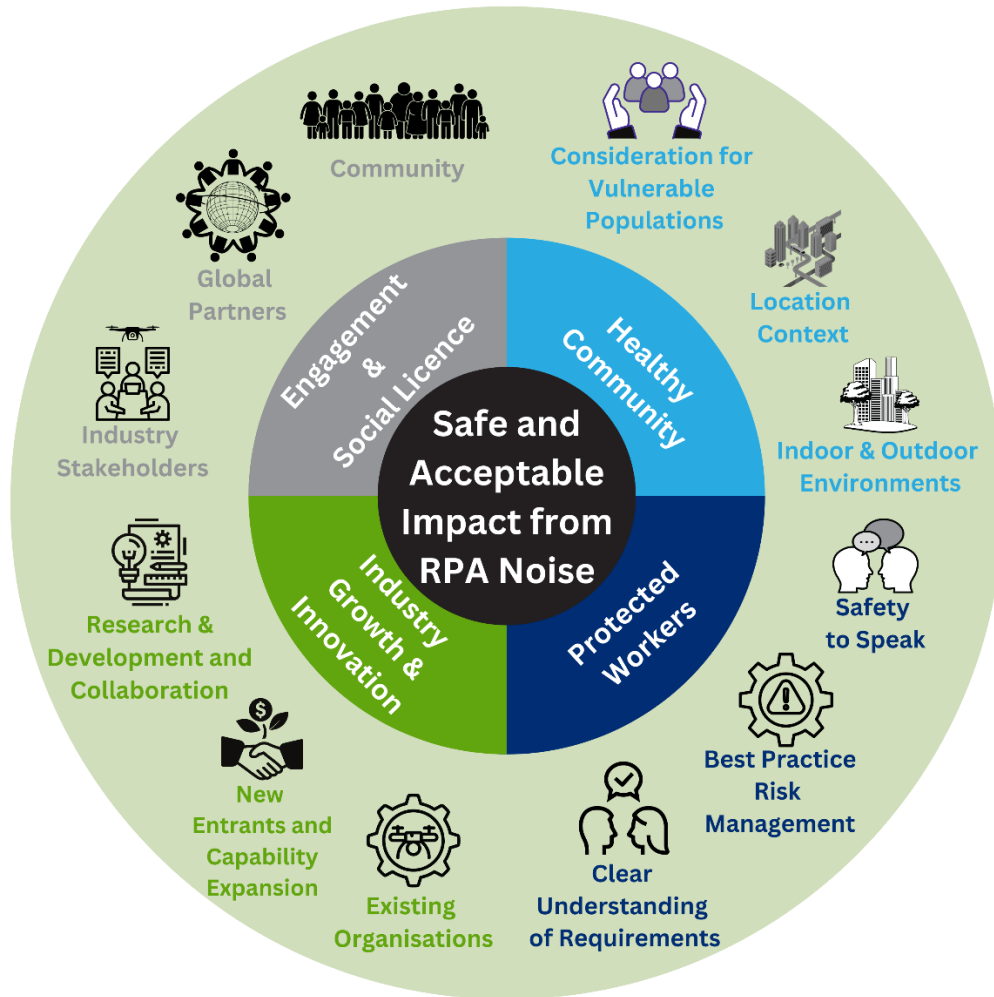 Community
Consideration for
Vulnerable
Populations
Global
Partners
Location
Context
Industry
Stakeholders
Indoor & Outdoor
Environments
Engagement
&
Social Licence
Healthy
Community
Safe and
Acceptable
Impact from
RPA Noise
Industry
Growth &
Innovation
Protected
Workers
Safety
to Speak
Research &
Development and
Collaboration
Best Practice
Risk
Management
New
Entrants and
Capability
Expansion
Existing
Organisations
Clear
Understanding
of Requirements